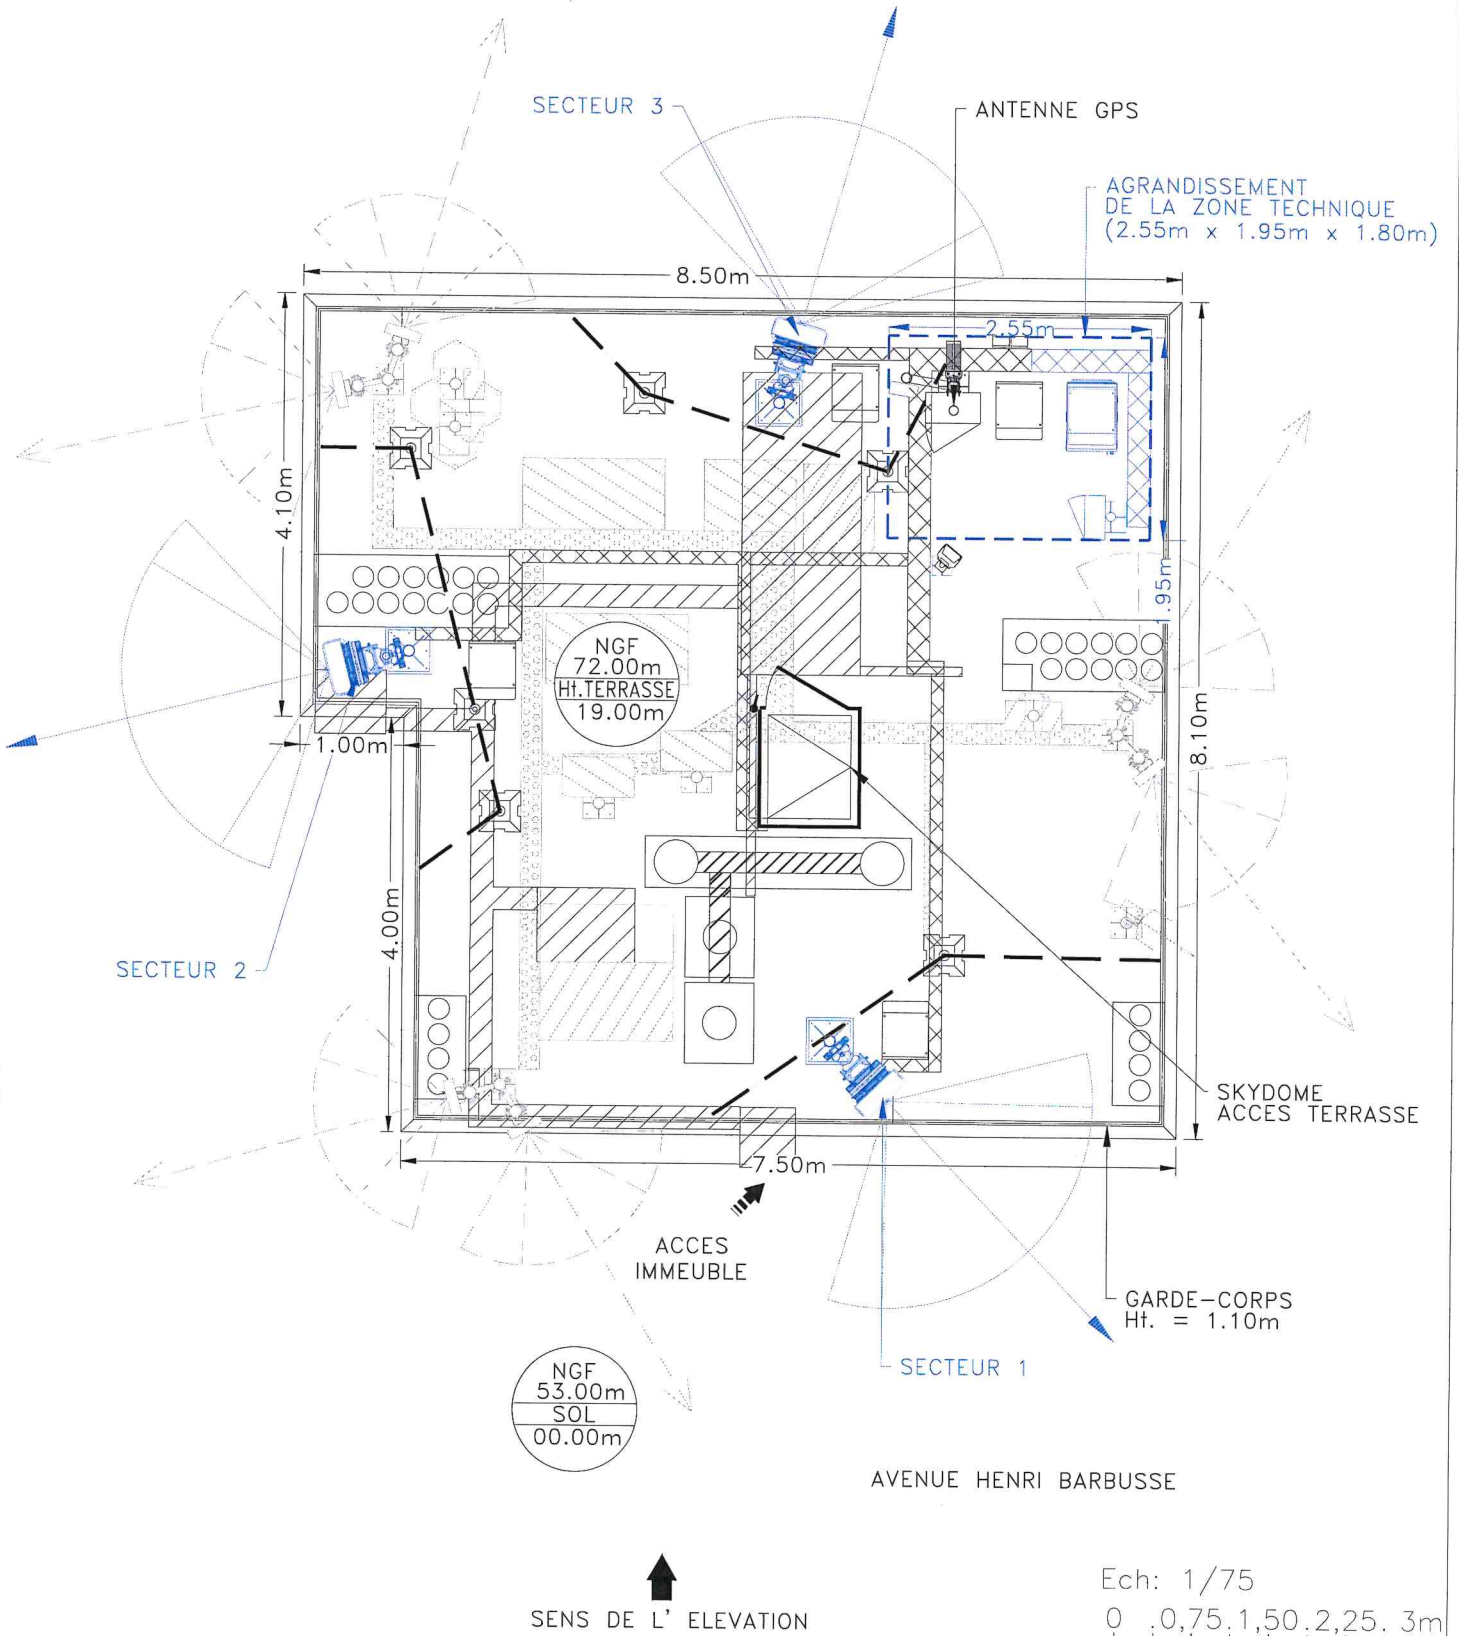 SECTEUR 3
ANTENNE GPS
AGRANDISSEMENT
DE LA ZONE TECHNIQUE
(2.55m x 1.95m x 1.80m)
8.50m
2.55m
4.10m
1.95m
NGF
72.00m
Ht.TERRASSE
19.00m
1.00m
8.10m
4.00m
SECTEUR 2
SKYDOME
ACCES TERRASSE
7.50m
ACCES
IMMEUBLE
GARDE-CORPS
Ht. = 1.10m
SECTEUR 1
NGF
53.00m
SOL
00.00m
AVENUE HENRI BARBUSSE
SENS DE L' ELEVATION
Ech: 1/75
0 .0,75.1,50.2,25. 3m